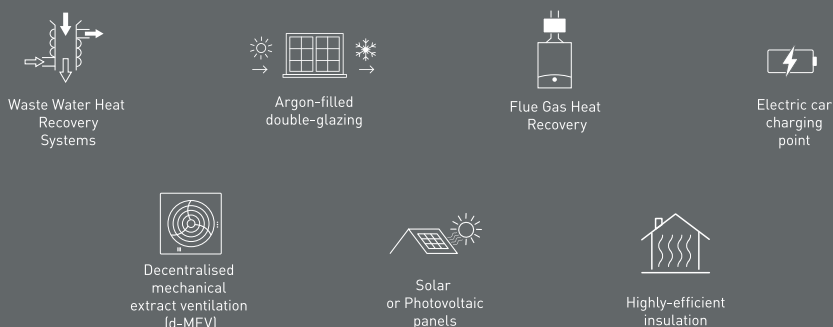 Waste Water Heat
Recovery
Systems
Argon-filled
double-glazing
Flue Gas Heat
Recovery
Electric car
charging
point
Decentralised
mechanical
extract ventilation
(d-MEV)
Solar
or Photovoltaic
panels
Highly-efficient
insulation